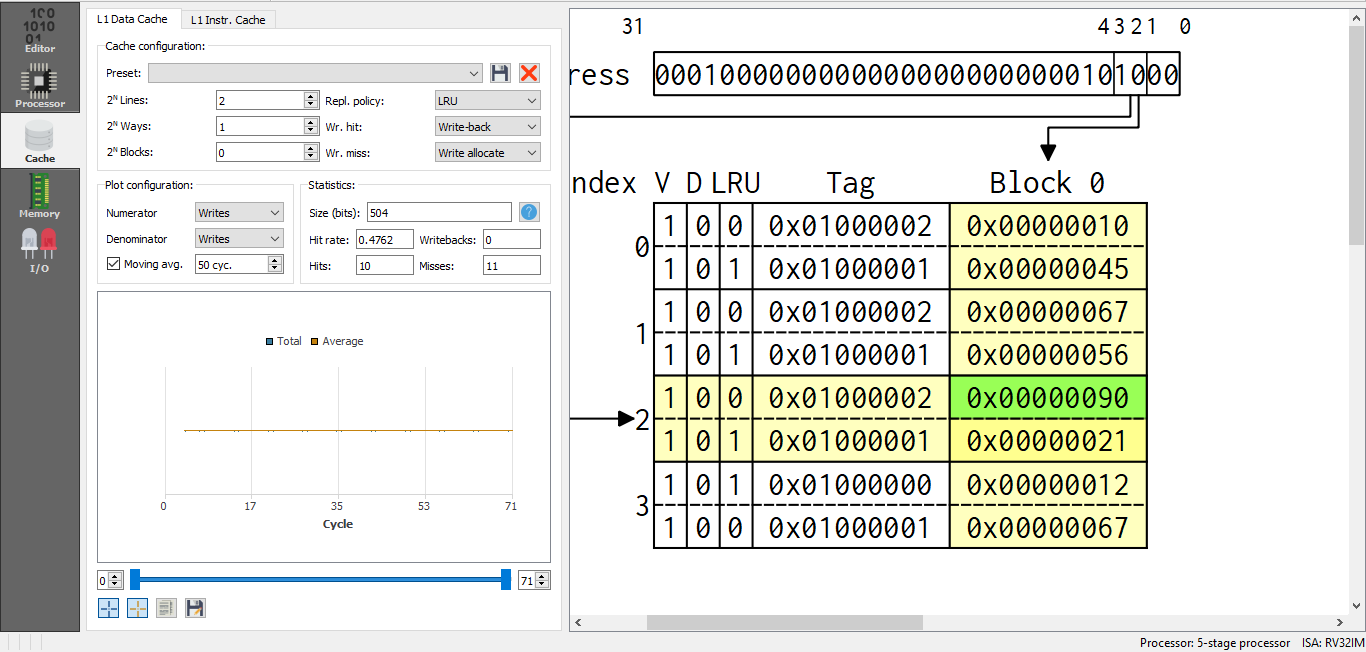 100
1010
01
Editor
Processor
Cache
Memory
I/O
L1 Data Cache
L1 Instr. Cache
Cache configuration:
Preset:
2ᴺ Lines: 2 Repl. policy: LRU
2ᴺ Ways: 1 Wr. hit: Write-back
2ᴺ Blocks: 0 Wr. miss: Write allocate
Plot configuration:
Numerator Writes
Denominator Writes
Moving avg. 50 cyc.
Statistics:
Size (bits): 504 ?
Hit rate: 0.4762 Writebacks: 0
Hits: 10 Misses: 11
Total Average
0 17 35 53 71
Cycle
0 71
31 4 3 2 1 0
ress 00010000000000000000000000101000
ndex V D LRU Tag Block 0
0
1 0 0 0x01000002 0x00000010
1 0 1 0x01000001 0x00000045
1
1 0 0 0x01000002 0x00000067
1 0 1 0x01000001 0x00000056
2
1 0 0 0x01000002 0x00000090
1 0 1 0x01000001 0x00000021
3
1 0 1 0x01000000 0x00000012
1 0 0 0x01000001 0x00000067
Processor: 5-stage processor ISA: RV32IM